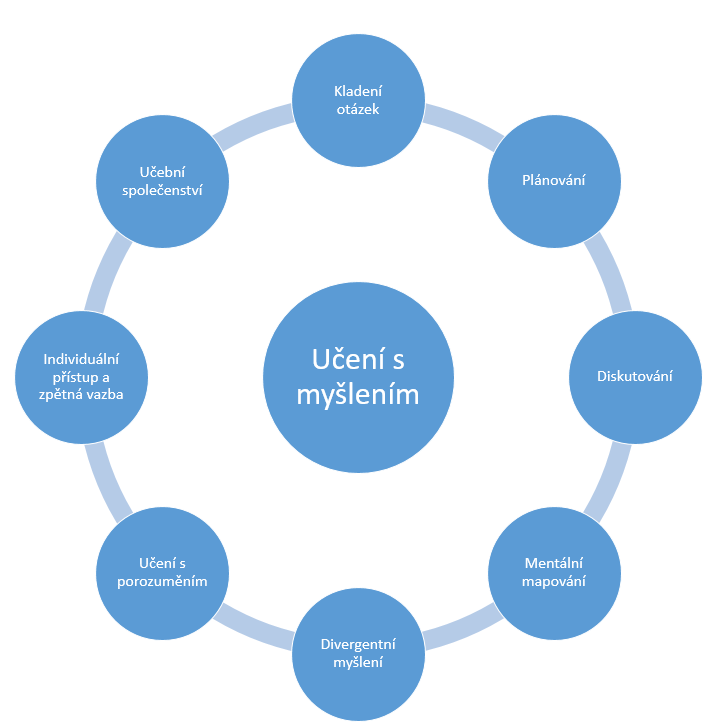 Kladení
otázek
Učební
společenství
Plánování
Individuální
přístup a
zpětná vazba
Učení s
myšlením
Diskutování
Učení s
porozuměním
Mentální
mapování
Divergentní
myšlení